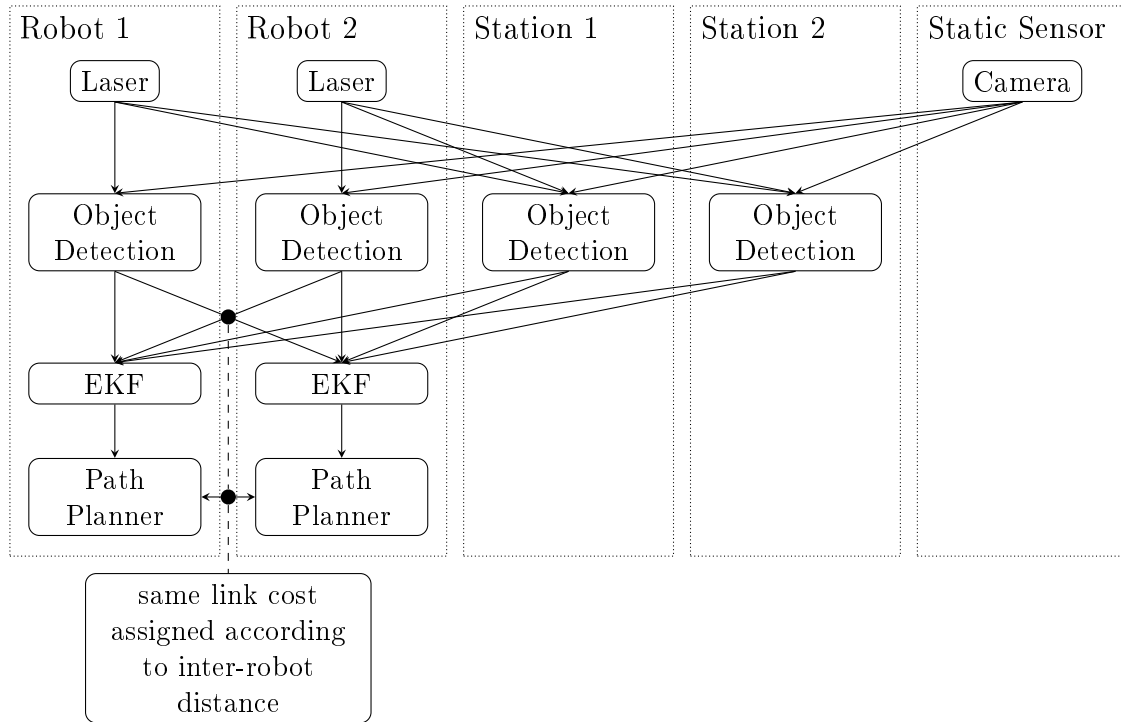 Robot 1
Robot 2
Station 1
Station 2
Static Sensor
Laser
Laser
Camera
Object
Detection
Object
Detection
Object
Detection
Object
Detection
EKF
EKF
Path
Planner
Path
Planner
same link cost
assigned according
to inter-robot
distance